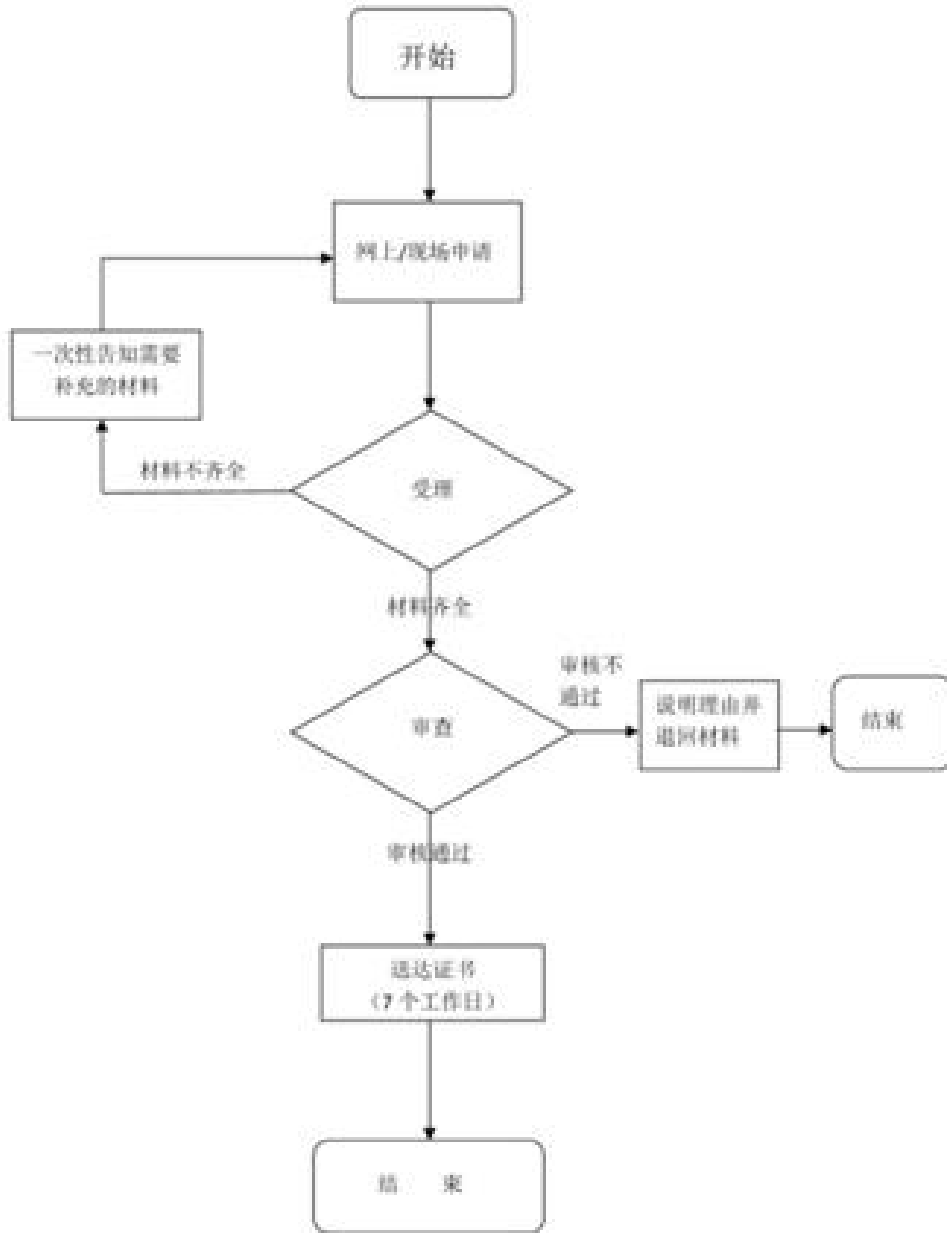 开始
网上/现场申请
一次性告知需要
补充的材料
材料不齐全
受理
材料齐全
审核不
通过
审查
说明理由并
退回材料
结束
审核通过
送达证书
（7个工作日）
结 束